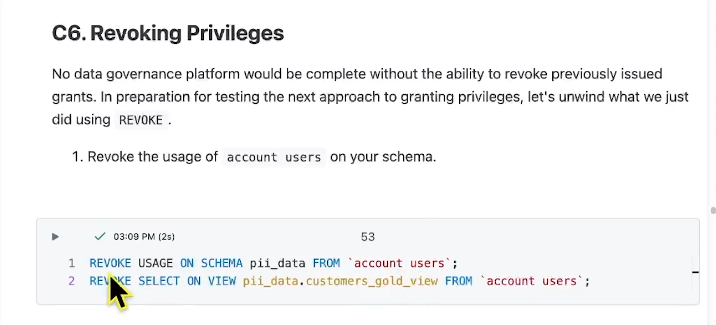 C6. Revoking Privileges
No data governance platform would be complete without the ability to revoke previously issued
grants. In preparation for testing the next approach to granting privileges, let's unwind what we just
did using REVOKE .
1. Revoke the usage of account users on your schema.
03:09 PM (2s)
53
1 REVOKE USAGE ON SCHEMA pii_data FROM `account users`;
2 REVOKE SELECT ON VIEW pii_data.customers_gold_view FROM `account users`;